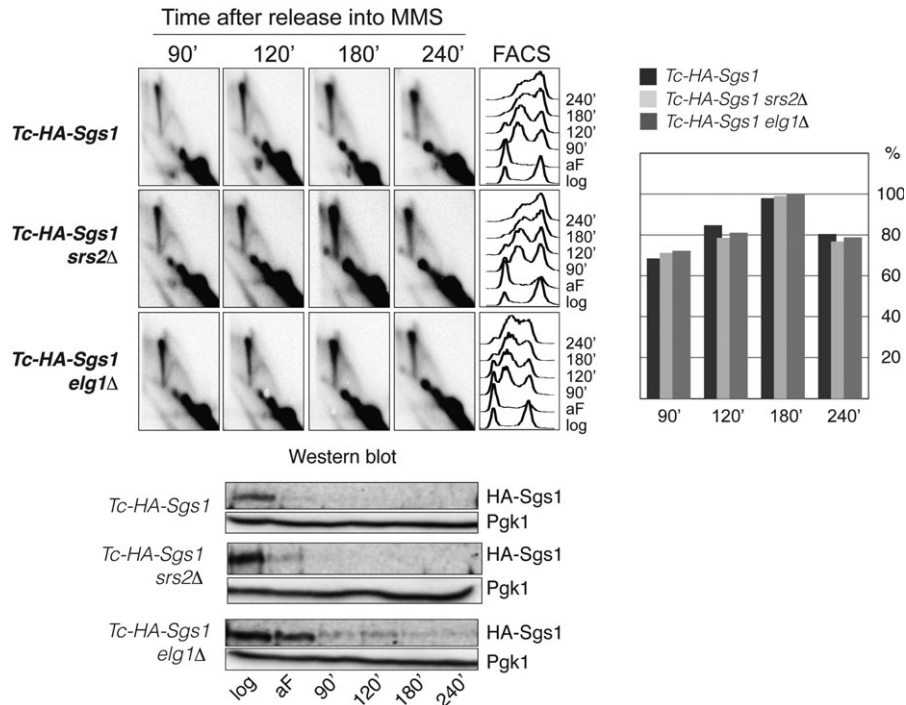 Time after release into MMS
90’ 120’ 180’ 240’ FACS
Tc-HA-Sgs1
240’
180’
120’
90’
aF
log
Tc-HA-Sgs1
srs2Δ
240’
180’
120’
90’
aF
log
Tc-HA-Sgs1
elg1Δ
240’
180’
120’
90’
aF
log
Tc-HA-Sgs1
Tc-HA-Sgs1 srs2Δ
Tc-HA-Sgs1 elg1Δ
%
100
80
60
40
20
90’ 120’ 180’ 240’
Western blot
Tc-HA-Sgs1
HA-Sgs1
Pgk1
Tc-HA-Sgs1
srs2Δ
HA-Sgs1
Pgk1
Tc-HA-Sgs1
elg1Δ
HA-Sgs1
Pgk1
log aF 90’ 120’ 180’ 240’